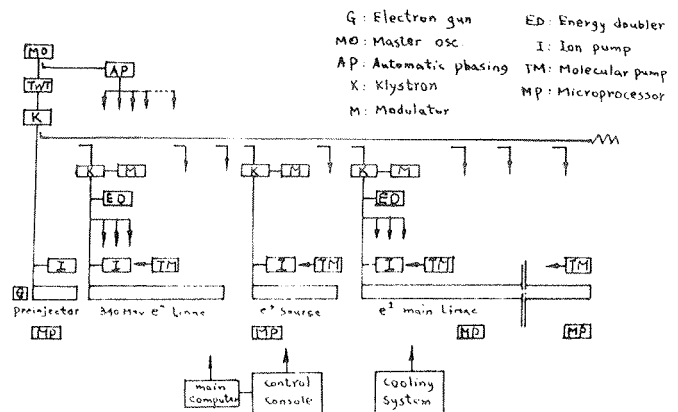 G : Electron gun
ED : Energy doubler
MO : Master osc.
I : Ion pump
AP : Automatic phasing
TM : Molecular pump
K : Klystron
MP : Microprocessor
M : Modulator
MO
AP
TWT
K
K M K M K M
ED ED
I I TM I TM I TM TM
G
preinjector
e⁻ Linac
e⁺ Source
e± main Linac
MP MP MP MP
main Computer
Control Console
Cooling System